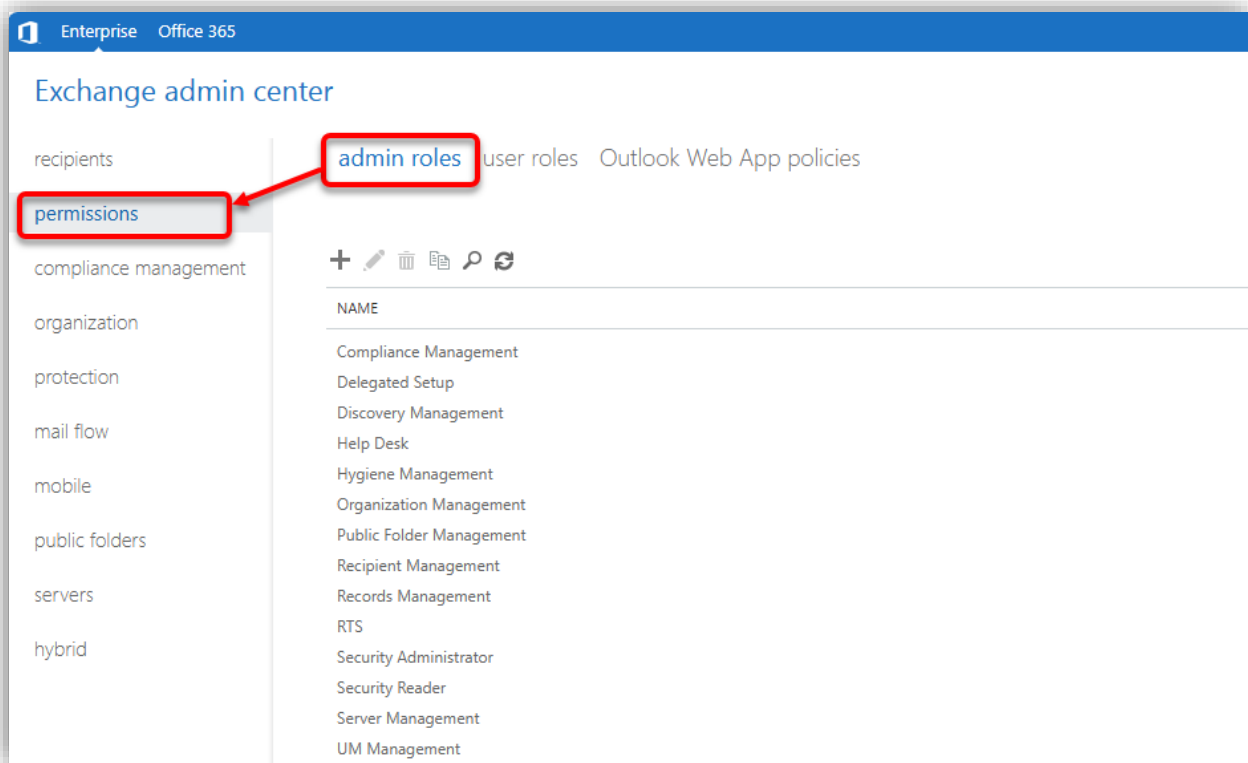 Enterprise Office 365
Exchange admin center
recipients
permissions
compliance management
organization
protection
mail flow
mobile
public folders
servers
hybrid
admin roles user roles Outlook Web App policies
NAME
Compliance Management
Delegated Setup
Discovery Management
Help Desk
Hygiene Management
Organization Management
Public Folder Management
Recipient Management
Records Management
RTS
Security Administrator
Security Reader
Server Management
UM Management